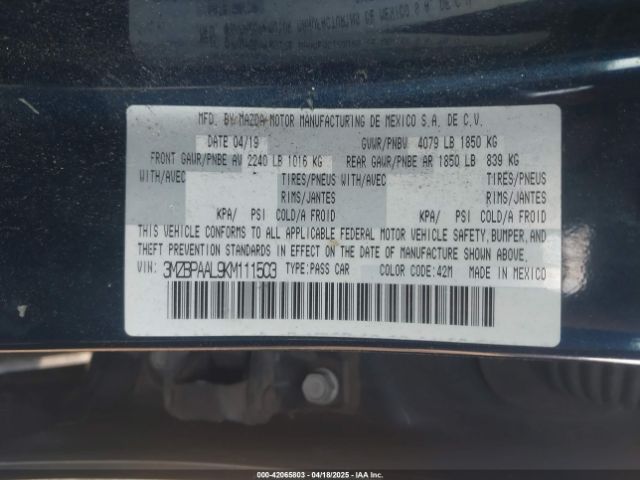 MFD. BY MAZDA MOTOR MANUFACTURING DE MEXICO S.A. DE C.V.
DATE 04/19 GVWR/PNBV 4079 LB 1850 KG
FRONT GAWR/PNBE AV 2240 LB 1016 KG REAR GAWR/PNBE AR 1850 LB 839 KG
WITH/AVEC TIRES/PNEUS WITH/AVEC TIRES/PNEUS
RIMS/JANTES RIMS/JANTES
KPA/ PSI COLD/A FROID KPA/ PSI COLD/A FROID
THIS VEHICLE CONFORMS TO ALL APPLICABLE FEDERAL MOTOR VEHICLE SAFETY, BUMPER, AND
THEFT PREVENTION STANDARDS IN EFFECT ON THE DATE OF MANUFACTURE SHOWN ABOVE.
VIN: 3MZBPAAL9KM111503 TYPE: PASS CAR COLOR CODE: 42M MADE IN MEXICO
000-42065803 | 04/18/2025 | IAA Inc.